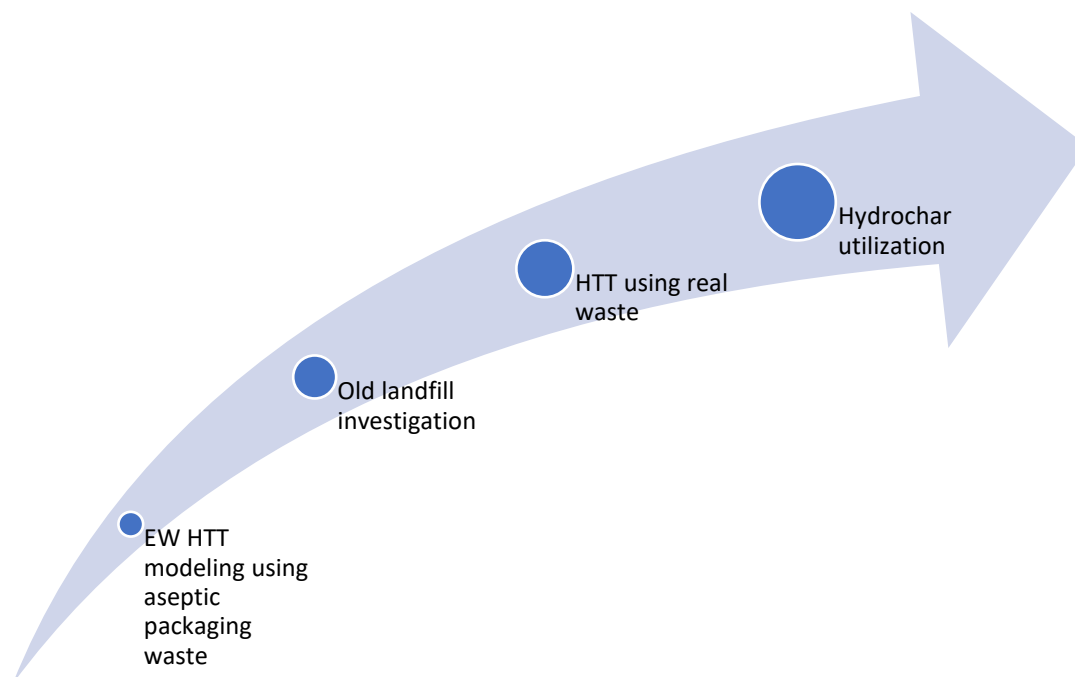 EW HTT
modeling using
aseptic
packaging
waste
Old landfill
investigation
HTT using real
waste
Hydrochar
utilization